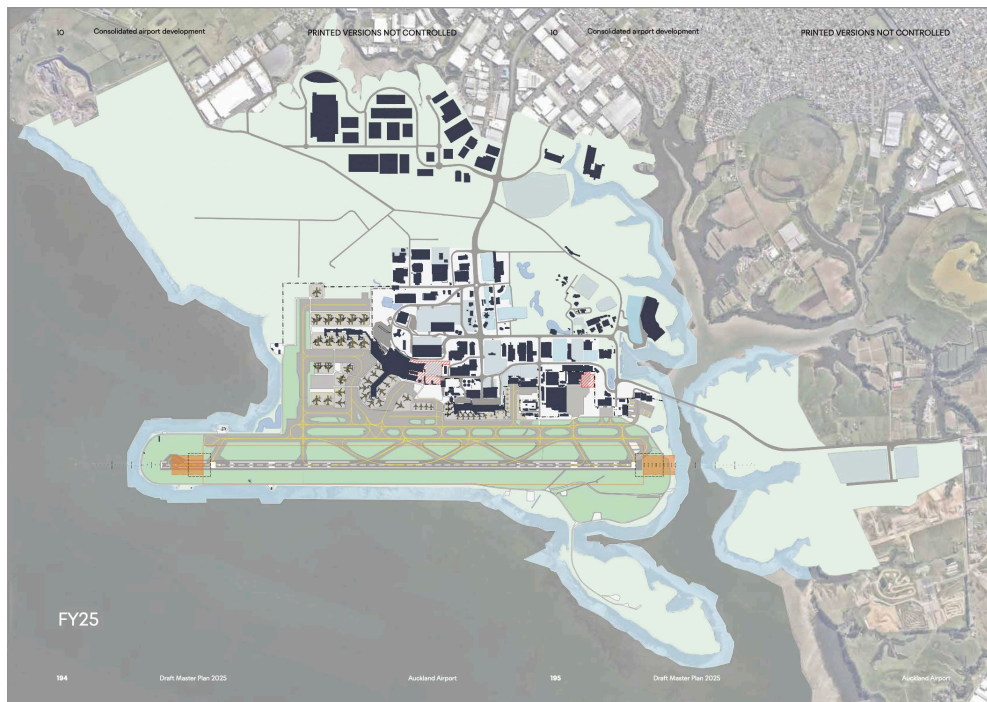 10 Consolidated airport development PRINTED VERSIONS NOT CONTROLLED 10 Consolidated airport development PRINTED VERSIONS NOT CONTROLLED
FY25
194 Draft Master Plan 2025 Auckland Airport 195 Draft Master Plan 2025 Auckland Airport